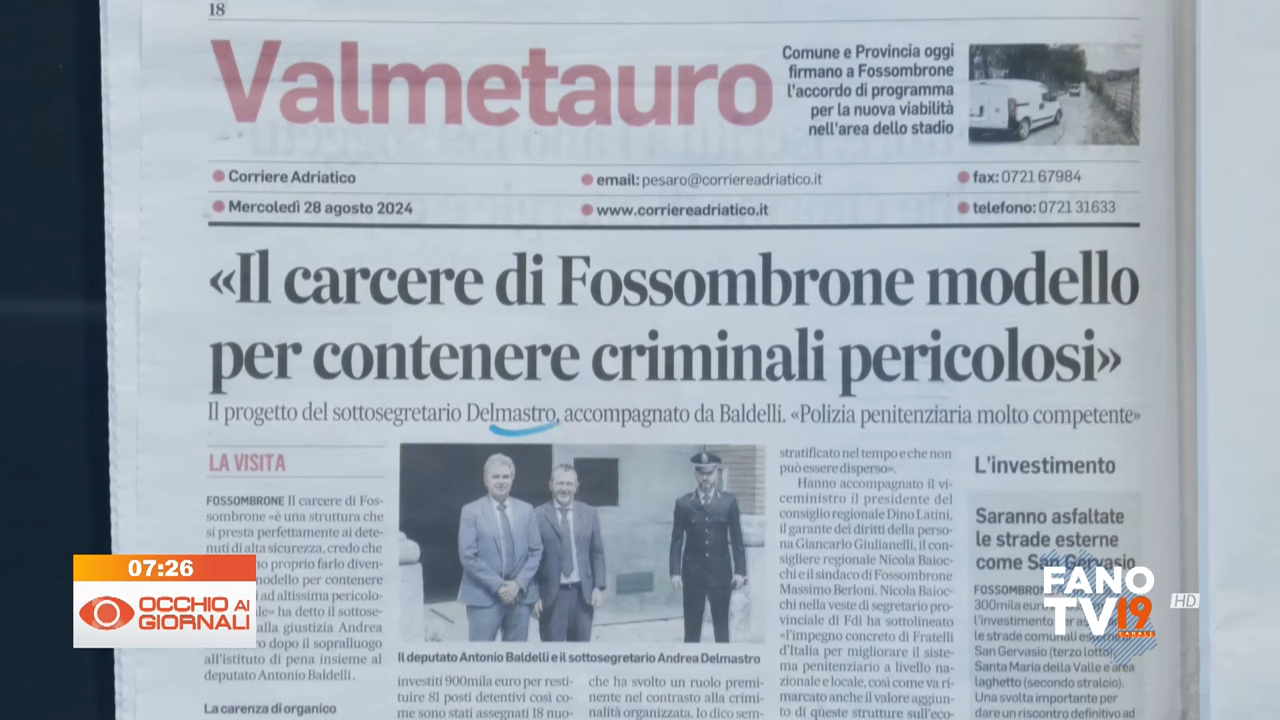 18
Valmetauro
Comune e Provincia oggi
firmano a Fossombrone
l'accordo di programma
per la nuova viabilità
nell'area dello stadio
Corriere Adriatico
email: pesaro@corriereadriatico.it
fax: 0721 67984
Mercoledì 28 agosto 2024
www.corriereadriatico.it
telefono: 0721 31633
«Il carcere di Fossombrone modello
per contenere criminali pericolosi»
Il progetto del sottosegretario Delmastro, accompagnato da Baldelli. «Polizia penitenziaria molto competente»
LA VISITA
FOSSOMBRONE Il carcere di Fos-
sombrone «è una struttura che
si presta perfettamente ai dete-
nuti di alta sicurezza, credo che
no proprio farlo diven-
modello per contenere
ad altissima pericolo-
le» ha detto il sottose-
alla giustizia Andrea
ro dopo il sopralluogo
all'istituto di pena insieme al
deputato Antonio Baldelli.
La carenza di organico
Il deputato Antonio Baldelli e il sottosegretario Andrea Delmastro
investiti 900mila euro per resti-
tuire 81 posti detentivi così co-
me sono stati assegnati 18 nuo-
che ha svolto un ruolo premi-
nente nel contrasto alla crimi-
nalità organizzata. Io dico sem-
stratificato nel tempo e che non
può essere disperso».
Hanno accompagnato il vi-
ceministro il presidente del
consiglio regionale Dino Latini,
il garante dei diritti della perso-
na Giancarlo Giulianelli, il con-
sigliere regionale Nicola Baioc-
chi e il sindaco di Fossombrone
Massimo Berloni. Nicola Baioc-
chi nella veste di segretario pro-
vinciale di Fdi ha sottolineato
«l'impegno concreto di Fratelli
d'Italia per migliorare il siste-
ma penitenziario a livello na-
zionale e locale, così come va ri-
marcato anche il valore aggiun-
to di queste strutture sull'eco-
L'investimento
Saranno asfaltate
le strade esterne
come San Gervasio
FOSSOMBRONE
300mila euro
l'investimento per
le strade comunali
San Gervasio (terzo lotto)
Santa Maria della Valle e area
laghetto (secondo stralcio).
Una svolta importante per
dare un riscontro definitivo ad
07:26
OCCHIO AI
GIORNALI
FANO
TV 19
CANALE
HD